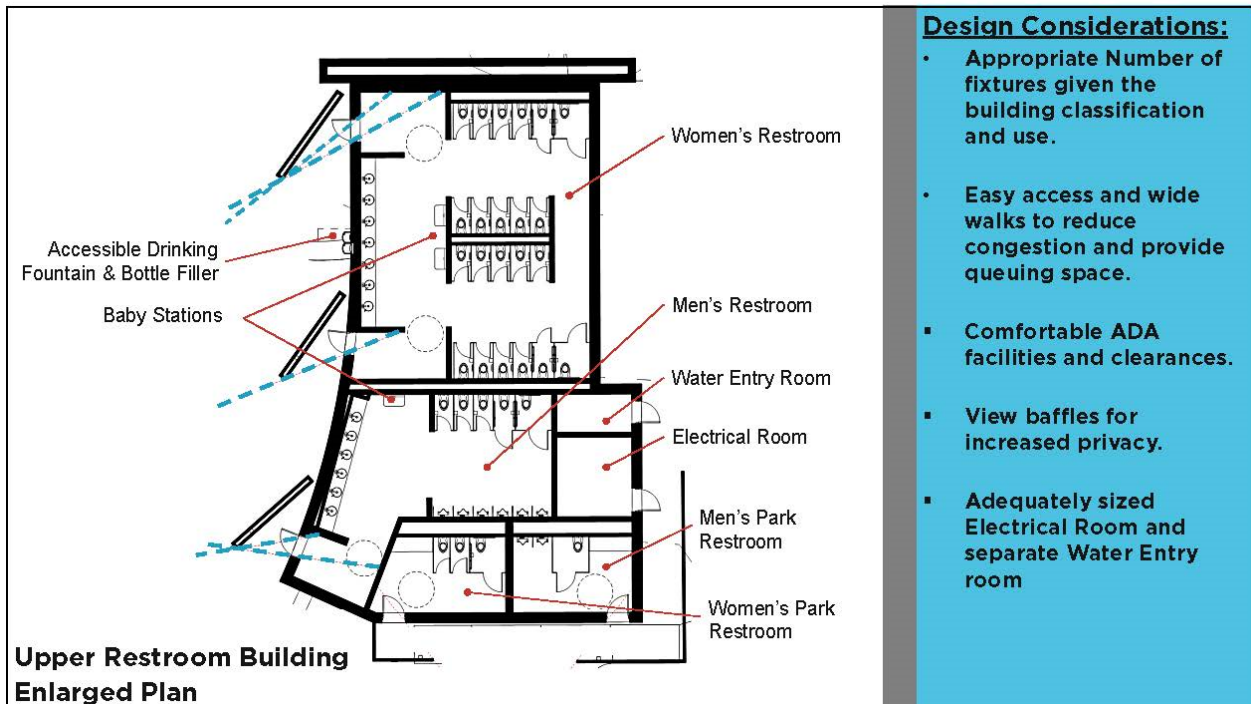 Women's Restroom
Accessible Drinking
Fountain & Bottle Filler
Baby Stations
Men's Restroom
Water Entry Room
Electrical Room
Men's Park
Restroom
Women's Park
Restroom
Upper Restroom Building
Enlarged Plan
Design Considerations:
• Appropriate Number of
fixtures given the
building classification
and use.
• Easy access and wide
walks to reduce
congestion and provide
queuing space.
▪ Comfortable ADA
facilities and clearances.
▪ View baffles for
increased privacy.
▪ Adequately sized
Electrical Room and
separate Water Entry
room